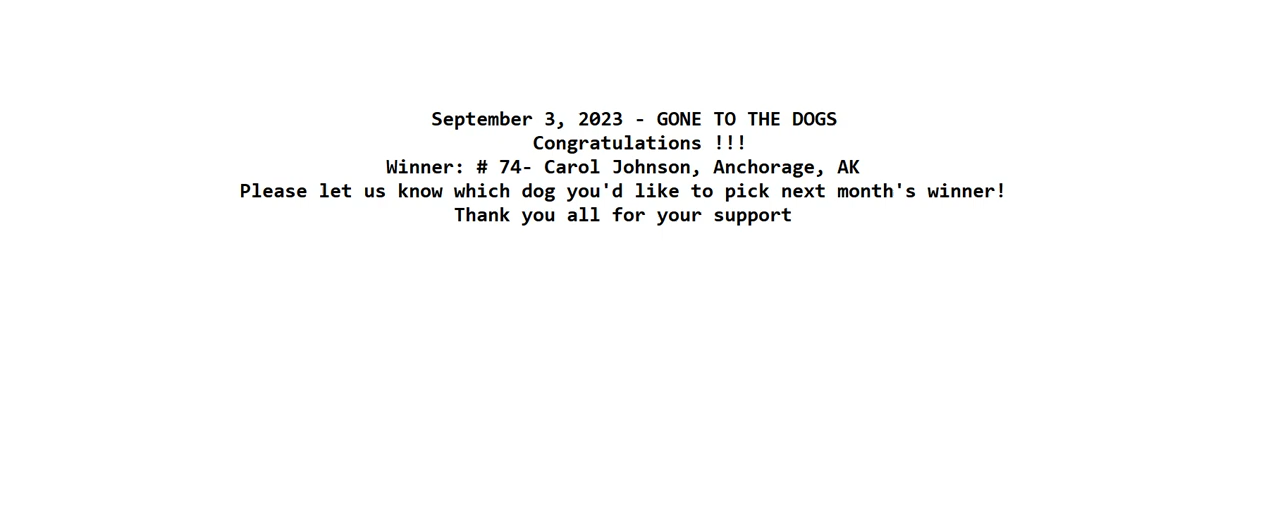 September 3, 2023 - GONE TO THE DOGS
Congratulations !!!
Winner: # 74- Carol Johnson, Anchorage, AK
Please let us know which dog you'd like to pick next month's winner!
Thank you all for your support